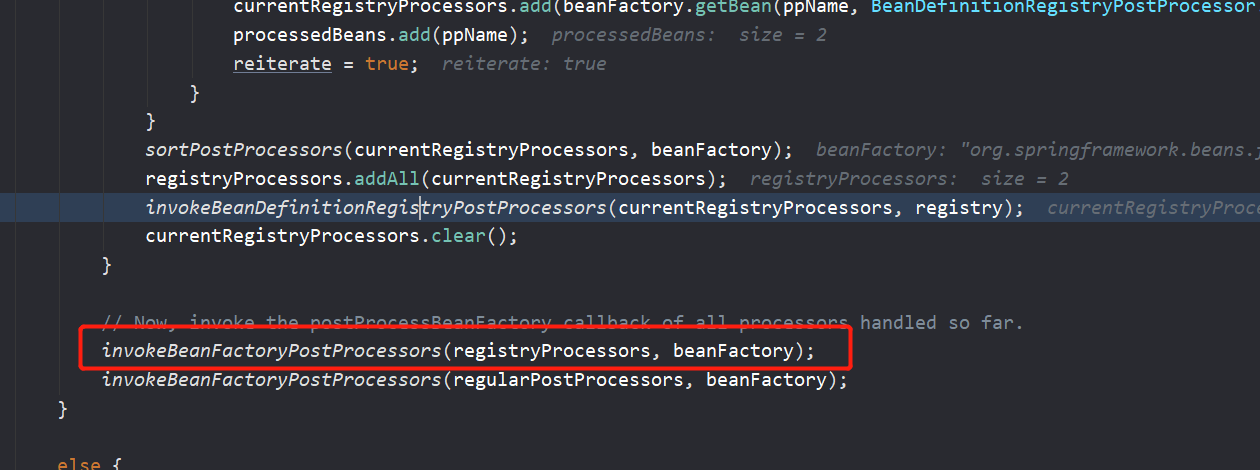 currentRegistryProcessors.add(beanFactory.getBean(ppName, BeanDefinitionRegistryPostProcessor
processedBeans.add(ppName); processedBeans: size = 2
reiterate = true; reiterate: true
}
}
sortPostProcessors(currentRegistryProcessors, beanFactory); beanFactory: "org.springframework.beans.
registryProcessors.addAll(currentRegistryProcessors); registryProcessors: size = 2
invokeBeanDefinitionRegistryPostProcessors(currentRegistryProcessors, registry); currentRegistryProce
currentRegistryProcessors.clear();
}
// Now, invoke the postProcessBeanFactory callback of all processors handled so far.
invokeBeanFactoryPostProcessors(registryProcessors, beanFactory);
invokeBeanFactoryPostProcessors(regularPostProcessors, beanFactory);
}
else {